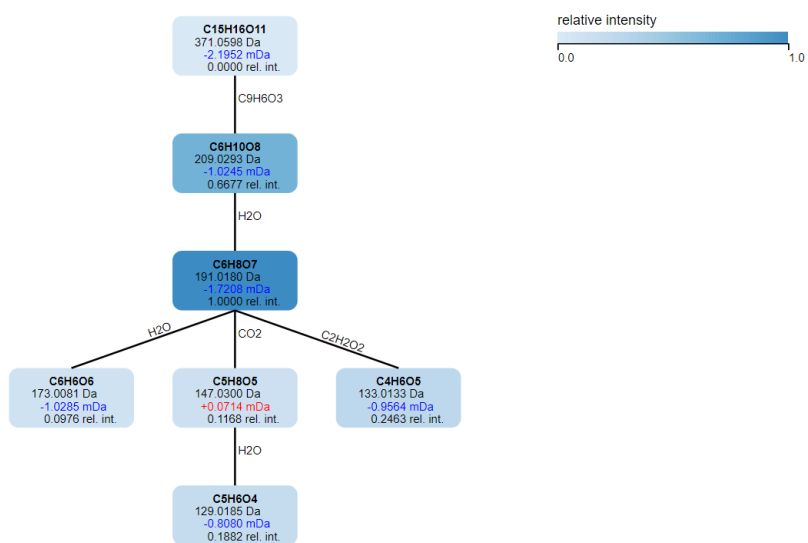 relative intensity
0.0
1.0
C15H16O11
371.0598 Da
-2.1952 mDa
0.0000 rel. int.
C9H6O3
C6H10O8
209.0293 Da
-1.0245 mDa
0.6677 rel. int.
H2O
C6H8O7
191.0180 Da
-1.7208 mDa
1.0000 rel. int.
H2O
CO2
C2H2O2
C6H6O6
173.0081 Da
-1.0285 mDa
0.0976 rel. int.
C5H8O5
147.0300 Da
+0.0714 mDa
0.1168 rel. int.
C4H6O5
133.0133 Da
-0.9564 mDa
0.2463 rel. int.
H2O
C5H6O4
129.0185 Da
-0.8080 mDa
0.1882 rel. int.